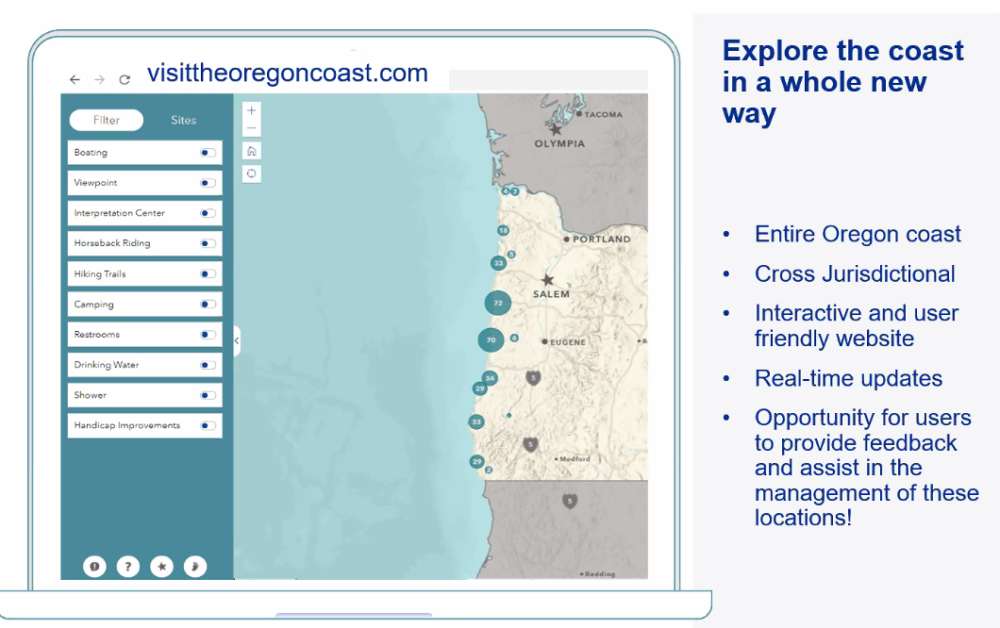 visittheoregoncoast.com
Filter
Sites
Boating
Viewpoint
Interpretation Center
Horseback Riding
Hiking Trails
Camping
Restrooms
Drinking Water
Shower
Handicap Improvements
?
+
−
TACOMA
OLYMPIA
4 7
18
PORTLAND
5
33
SALEM
72
70
6
EUGENE
34
29
5
33
5
29
2
Medford
5
Redding
Explore the coast
in a whole new
way
• Entire Oregon coast
• Cross Jurisdictional
• Interactive and user
friendly website
• Real-time updates
• Opportunity for users
to provide feedback
and assist in the
management of these
locations!